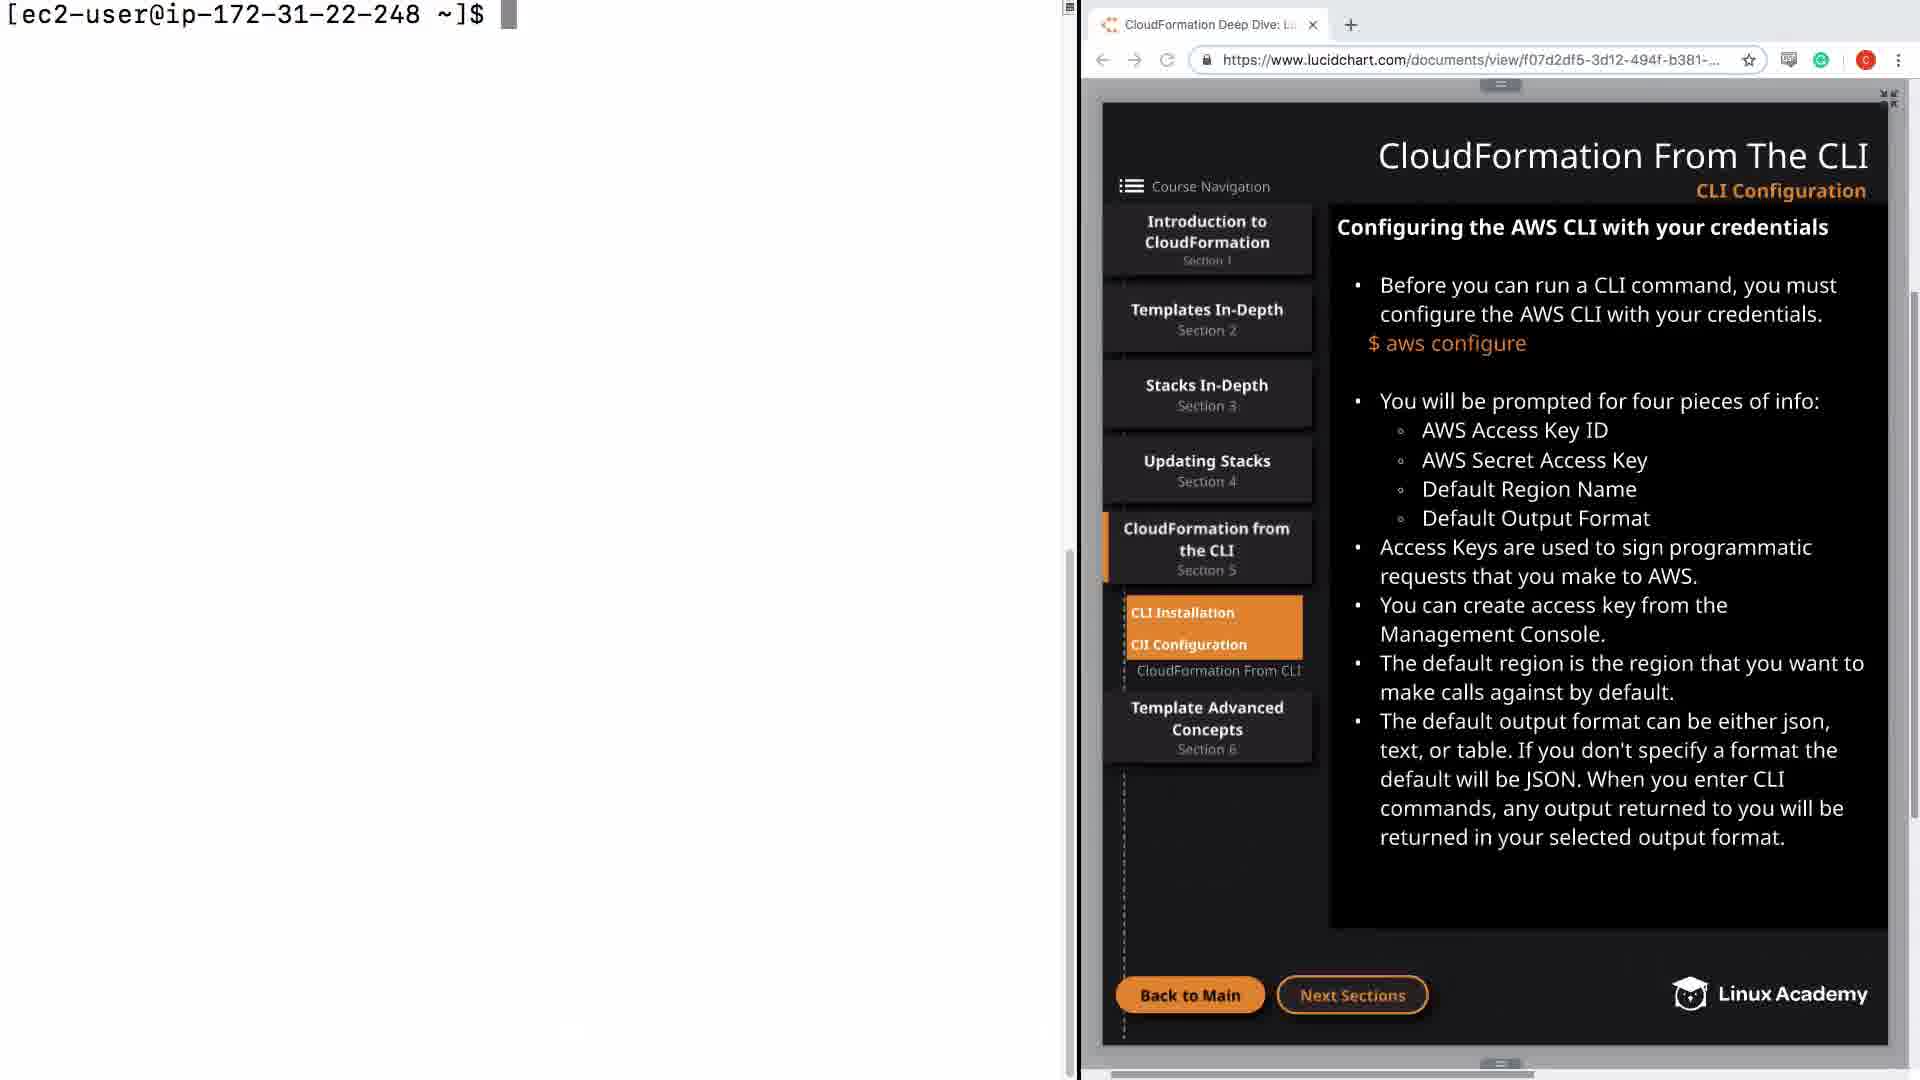 [ec2-user@ip-172-31-22-248 ~]$
CloudFormation Deep Dive: L...
https://www.lucidchart.com/documents/view/f07d2df5-3d12-494f-b381-...
C
CloudFormation From The CLI
CLI Configuration
Course Navigation
Introduction to
CloudFormation
Section 1
Templates In-Depth
Section 2
Stacks In-Depth
Section 3
Updating Stacks
Section 4
CloudFormation from
the CLI
Section 5
CLI Installation
ClI Configuration
CloudFormation From CLI
Template Advanced
Concepts
Section 6
Configuring the AWS CLI with your credentials
• Before you can run a CLI command, you must
configure the AWS CLI with your credentials.
$ aws configure
• You will be prompted for four pieces of info:
◦ AWS Access Key ID
◦ AWS Secret Access Key
◦ Default Region Name
◦ Default Output Format
• Access Keys are used to sign programmatic
requests that you make to AWS.
• You can create access key from the
Management Console.
• The default region is the region that you want to
make calls against by default.
• The default output format can be either json,
text, or table. If you don't specify a format the
default will be JSON. When you enter CLI
commands, any output returned to you will be
returned in your selected output format.
Back to Main
Next Sections
Linux Academy